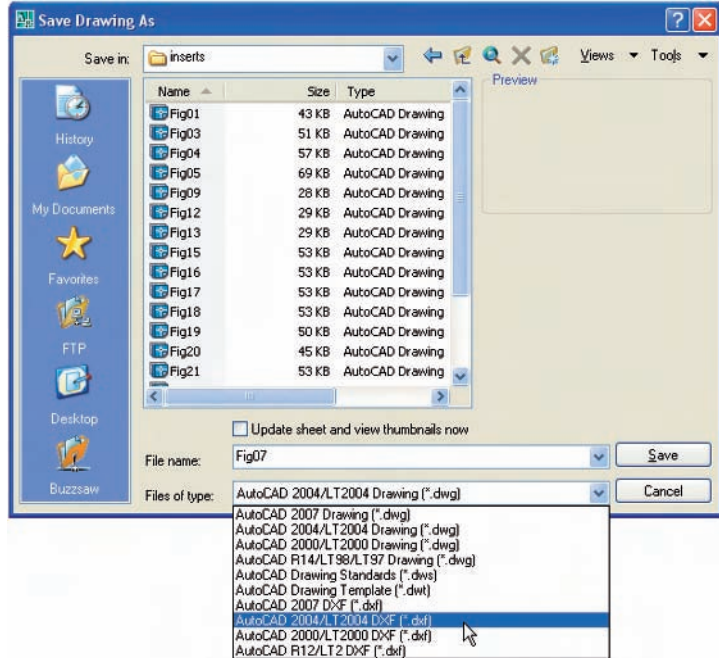 Save Drawing As
Save in: inserts Views Tools
Name Size Type Preview
Fig01 43 KB AutoCAD Drawing
Fig03 51 KB AutoCAD Drawing
Fig04 57 KB AutoCAD Drawing
Fig05 69 KB AutoCAD Drawing
Fig09 28 KB AutoCAD Drawing
Fig12 29 KB AutoCAD Drawing
Fig13 29 KB AutoCAD Drawing
Fig15 53 KB AutoCAD Drawing
Fig16 53 KB AutoCAD Drawing
Fig17 53 KB AutoCAD Drawing
Fig18 53 KB AutoCAD Drawing
Fig19 50 KB AutoCAD Drawing
Fig20 45 KB AutoCAD Drawing
Fig21 53 KB AutoCAD Drawing
History
My Documents
Favorites
FTP
Desktop
Buzzsaw
Update sheet and view thumbnails now
File name: Fig07 Save
Files of type: AutoCAD 2004/LT2004 Drawing (*.dwg) Cancel
AutoCAD 2007 Drawing (*.dwg)
AutoCAD 2004/LT2004 Drawing (*.dwg)
AutoCAD 2000/LT2000 Drawing (*.dwg)
AutoCAD R14/LT98/LT97 Drawing (*.dwg)
AutoCAD Drawing Standards (*.dws)
AutoCAD Drawing Template (*.dwt)
AutoCAD 2007 DXF (*.dxf)
AutoCAD 2004/LT2004 DXF (*.dxf)
AutoCAD 2000/LT2000 DXF (*.dxf)
AutoCAD R12/LT2 DXF (*.dxf)